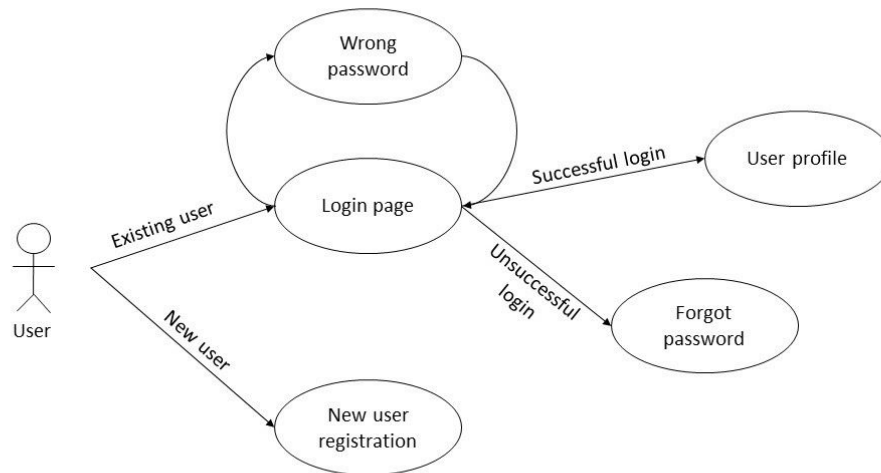 Wrong
password
Successful login
User profile
Login page
Existing user
Unsuccessful
login
User
New user
Forgot
password
New user
registration